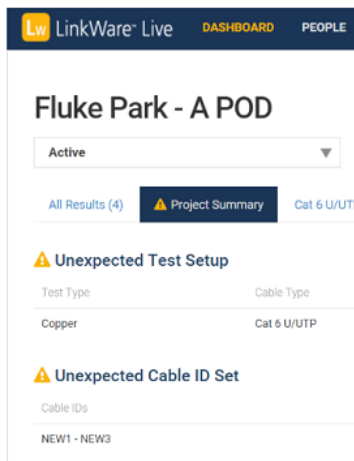 Lw LinkWare™ Live DASHBOARD PEOPLE
Fluke Park - A POD
Active
All Results (4) Project Summary Cat 6 U/UT
Unexpected Test Setup
Test Type Cable Type
Copper Cat 6 U/UTP
Unexpected Cable ID Set
Cable IDs
NEW1 - NEW3